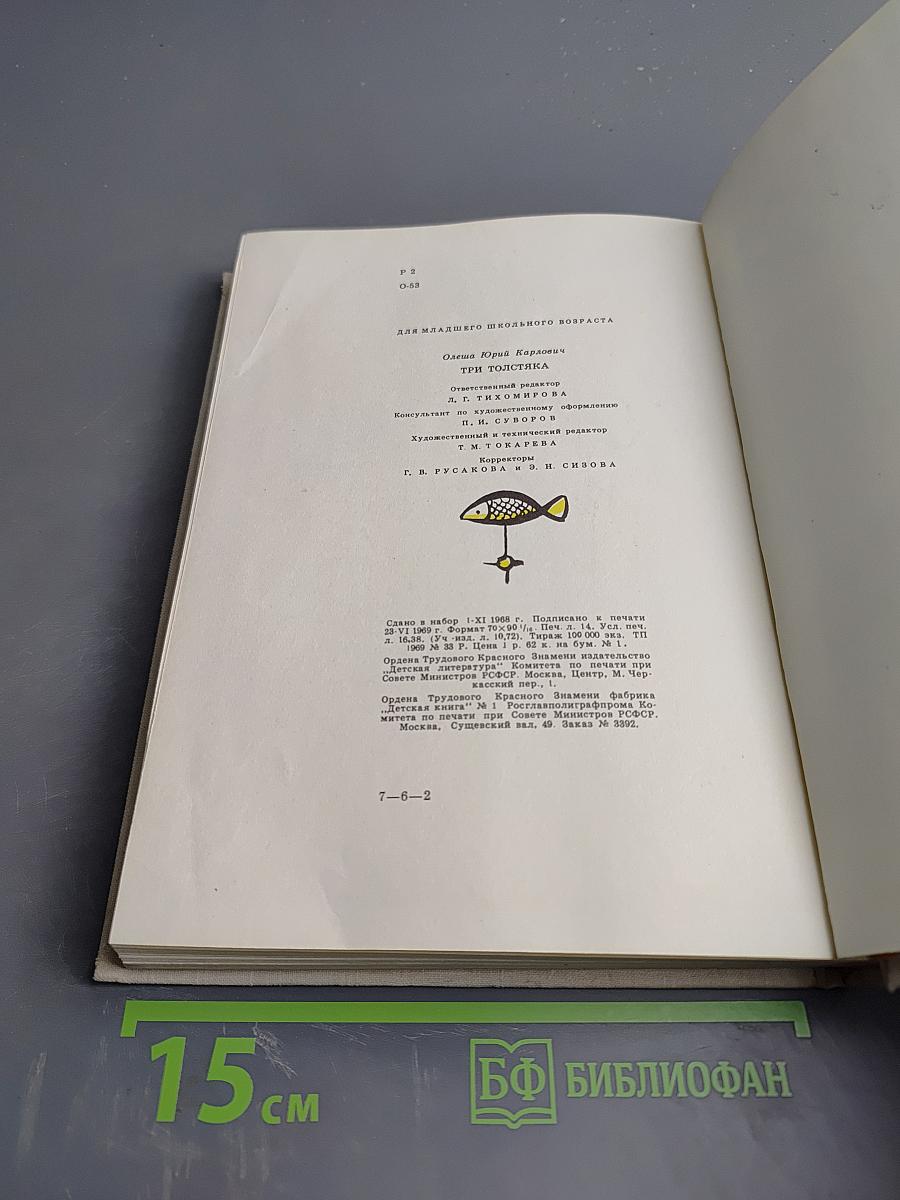 Р 2
О-53
ДЛЯ МЛАДШЕГО ШКОЛЬНОГО ВОЗРАСТА
Олеша Юрий Карлович
ТРИ ТОЛСТЯКА
Ответственный редактор
Л. Г. ТИХОМИРОВА
Консультант по художественному оформлению
П. И. СУВОРОВ
Художественный и технический редактор
Т. М. ТОКАРЕВА
Корректоры
Г. В. РУСАКОВА и Э. Н. СИЗОВА
Сдано в набор 1-XI 1968 г. Подписано к печати
23-VI 1969 г. Формат 70×90 1/16. Печ. л. 14. Усл. печ.
л. 16,38. (Уч -изд. л. 10,72). Тираж 100 000 экз. ТП
1969 № 33 Р. Цена 1 р. 62 к. на бум. № 1.
Ордена Трудового Красного Знамени издательство
„Детская литература" Комитета по печати при
Совете Министров РСФСР. Москва, Центр, М. Чер-
касский пер., 1.
Ордена Трудового Красного Знамени фабрика
„Детская книга" № 1 Росглавполиграфпрома Ко-
митета по печати при Совете Министров РСФСР.
Москва, Сущевский вал, 49. Заказ № 3392.
7—6—2
15 см
БФ БИБЛИОФАН